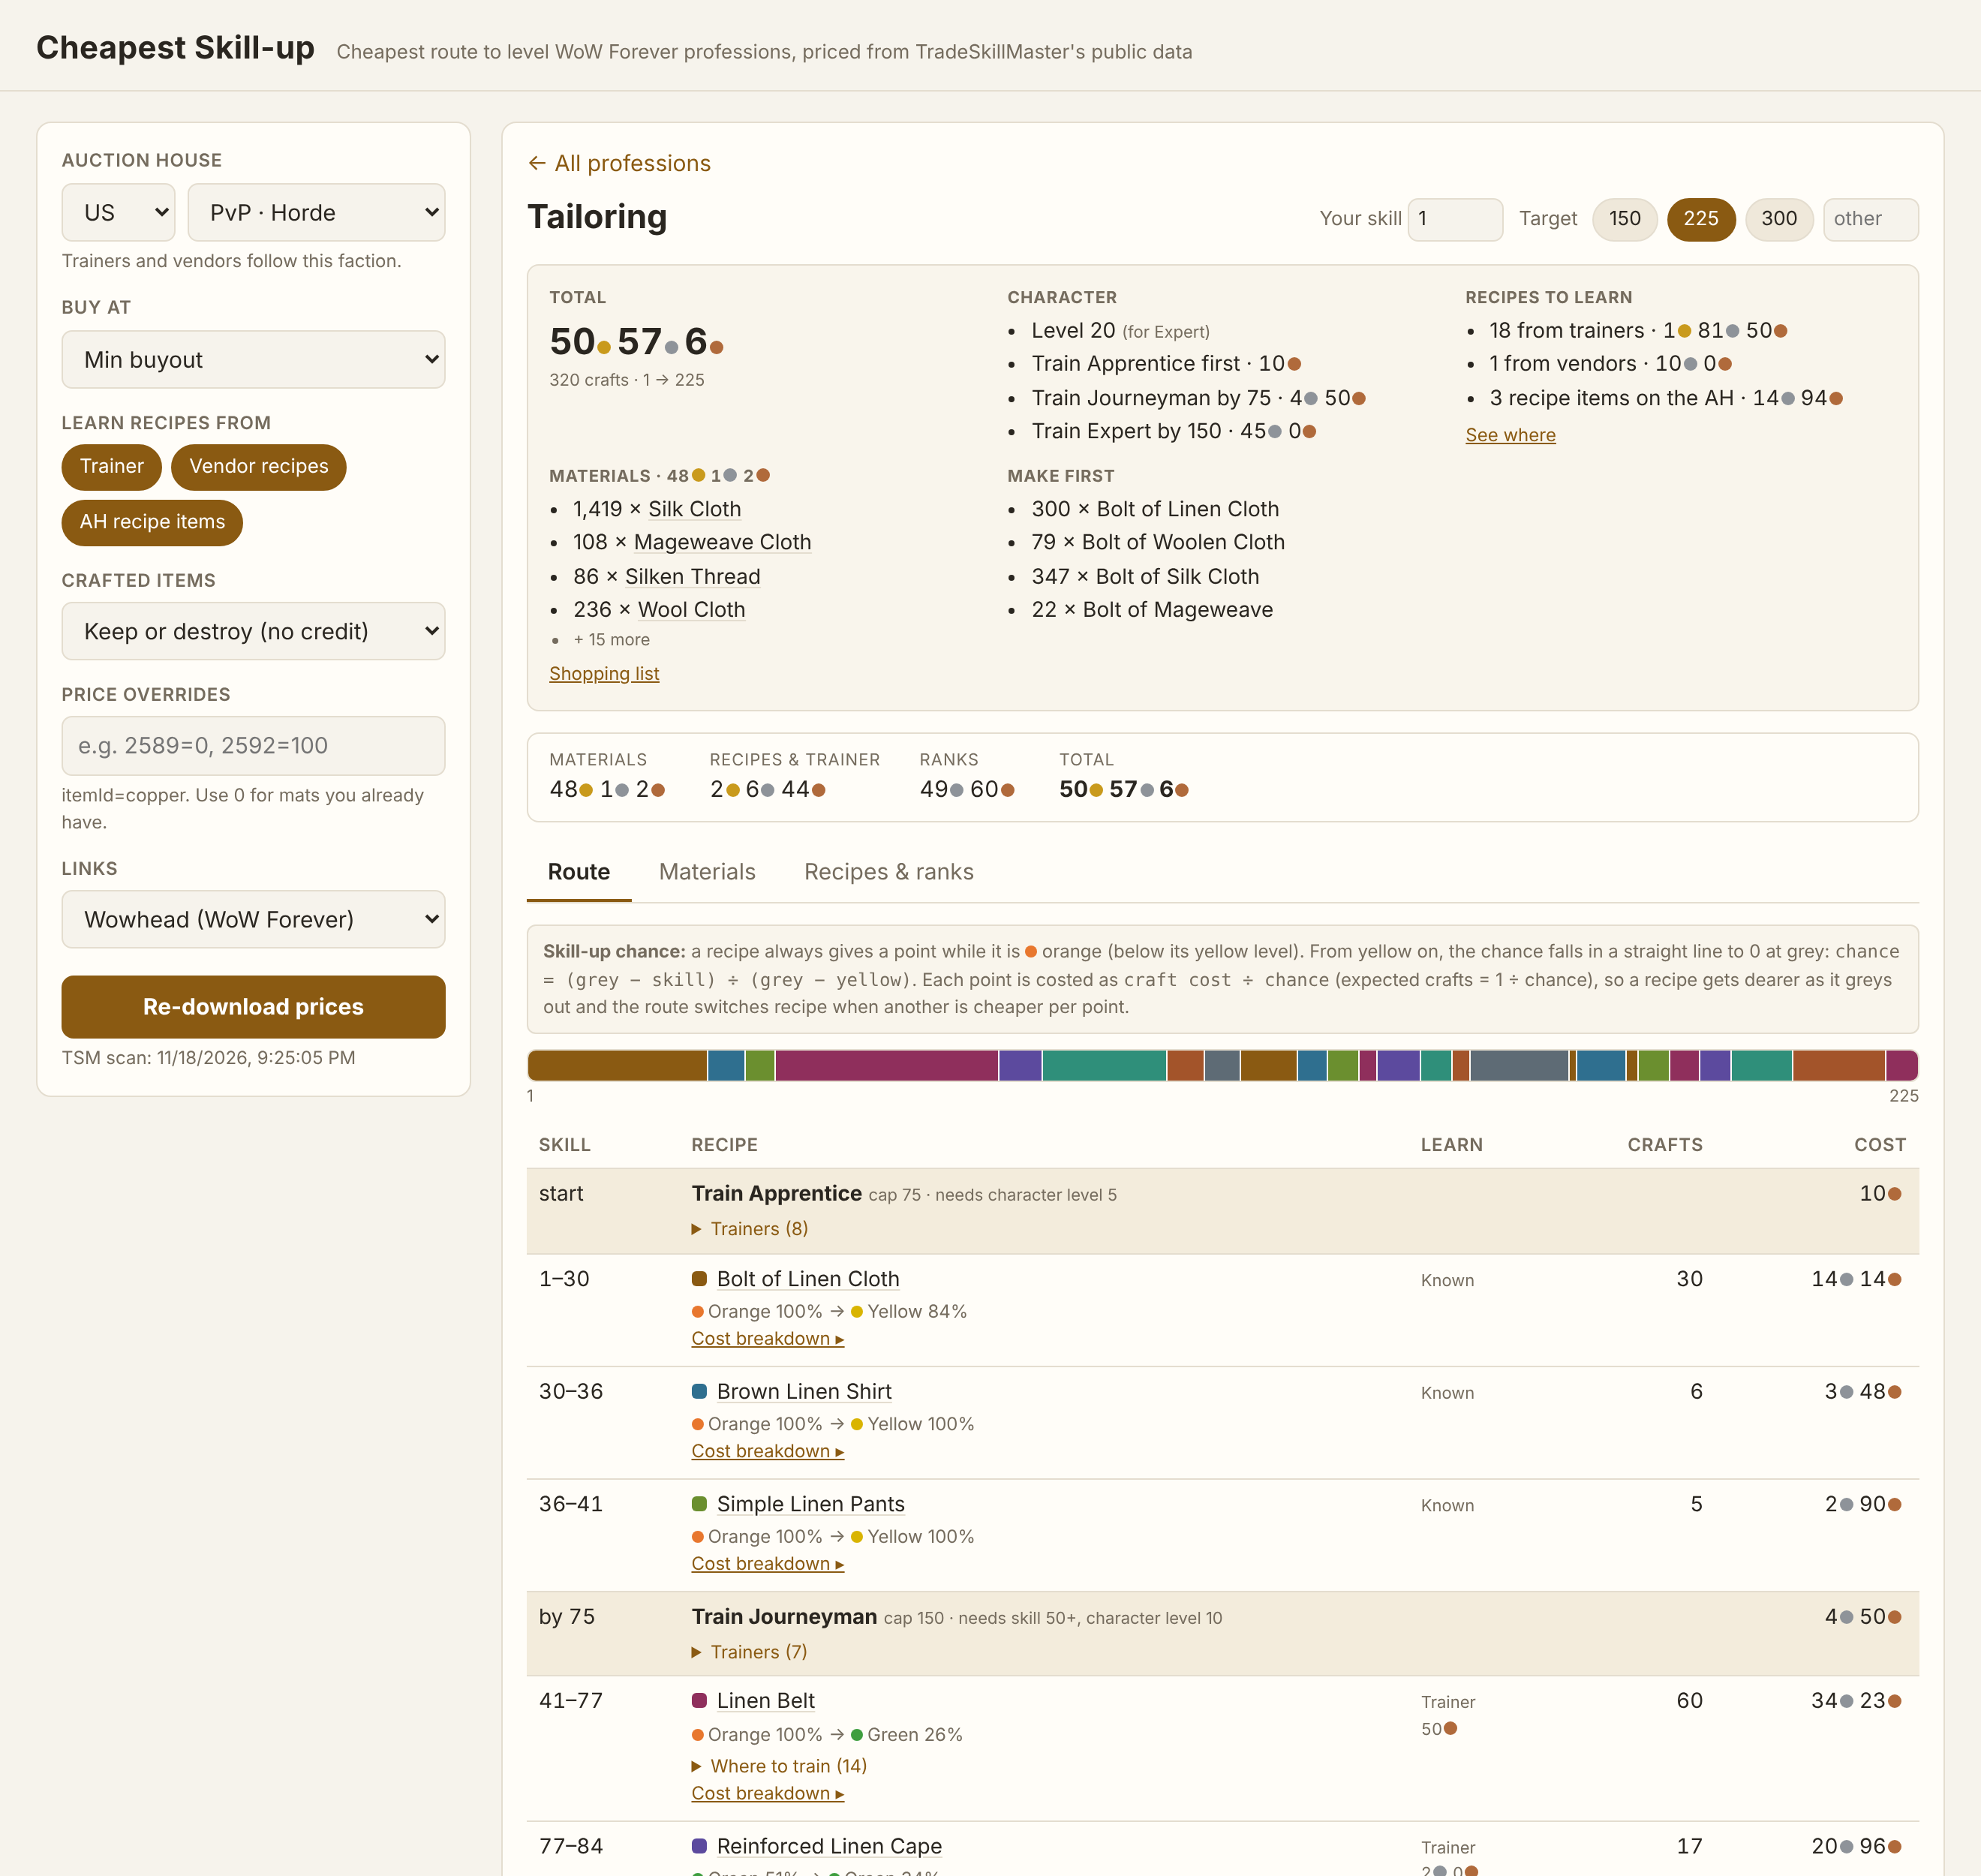 Cheapest Skill-up
Cheapest route to level WoW Forever professions, priced from TradeSkillMaster's public data
AUCTION HOUSE
US
PvP · Horde
Trainers and vendors follow this faction.
BUY AT
Min buyout
LEARN RECIPES FROM
Trainer
Vendor recipes
AH recipe items
CRAFTED ITEMS
Keep or destroy (no credit)
PRICE OVERRIDES
e.g. 2589=0, 2592=100
itemId=copper. Use 0 for mats you already
have.
LINKS
Wowhead (WoW Forever)
Re-download prices
TSM scan: 11/18/2026, 9:25:05 PM
← All professions
Tailoring
Your skill 1 Target 150 225 300 other
TOTAL
50 57 6
320 crafts · 1 → 225
CHARACTER
• Level 20 (for Expert)
• Train Apprentice first · 10
• Train Journeyman by 75 · 4 50
• Train Expert by 150 · 45 0
RECIPES TO LEARN
• 18 from trainers · 1 81 50
• 1 from vendors · 10 0
• 3 recipe items on the AH · 14 94
See where
MATERIALS · 48 1 2
• 1,419 × Silk Cloth
• 108 × Mageweave Cloth
• 86 × Silken Thread
• 236 × Wool Cloth
• + 15 more
Shopping list
MAKE FIRST
• 300 × Bolt of Linen Cloth
• 79 × Bolt of Woolen Cloth
• 347 × Bolt of Silk Cloth
• 22 × Bolt of Mageweave
MATERIALS
48 1 2
RECIPES & TRAINER
2 6 44
RANKS
49 60
TOTAL
50 57 6
Route
Materials
Recipes & ranks
Skill-up chance: a recipe always gives a point while it is orange (below its yellow level). From yellow on, the chance falls in a straight line to 0 at grey: chance
= (grey − skill) ÷ (grey − yellow). Each point is costed as craft cost ÷ chance (expected crafts = 1 ÷ chance), so a recipe gets dearer as it greys
out and the route switches recipe when another is cheaper per point.
1 225
SKILL RECIPE LEARN CRAFTS COST
start Train Apprentice cap 75 · needs character level 5 10
▶ Trainers (8)
1–30 Bolt of Linen Cloth Known 30 14 14
Orange 100% → Yellow 84%
Cost breakdown ▸
30–36 Brown Linen Shirt Known 6 3 48
Orange 100% → Yellow 100%
Cost breakdown ▸
36–41 Simple Linen Pants Known 5 2 90
Orange 100% → Yellow 100%
Cost breakdown ▸
by 75 Train Journeyman cap 150 · needs skill 50+, character level 10 4 50
▶ Trainers (7)
41–77 Linen Belt Trainer 60 34 23
50
Orange 100% → Green 26%
▶ Where to train (14)
Cost breakdown ▸
77–84 Reinforced Linen Cape Trainer 17 20 96